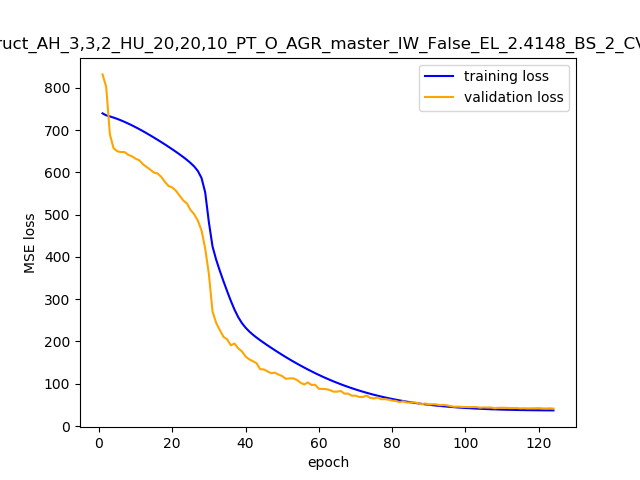 ruct_AH_3,3,2_HU_20,20,10_PT_O_AGR_master_IW_False_EL_2.4148_BS_2_CV
training loss
validation loss
800
700
600
500
400
300
200
100
0
MSE loss
0 20 40 60 80 100 120
epoch